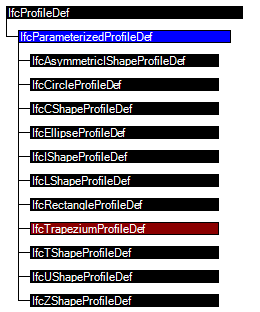 IfcProfileDef
IfcParameterizedProfileDef
IfcAsymmetricIShapeProfileDef
IfcCircleProfileDef
IfcCShapeProfileDef
IfcEllipseProfileDef
IfcIShapeProfileDef
IfcLShapeProfileDef
IfcRectangleProfileDef
IfcTrapeziumProfileDef
IfcTShapeProfileDef
IfcUShapeProfileDef
IfcZShapeProfileDef